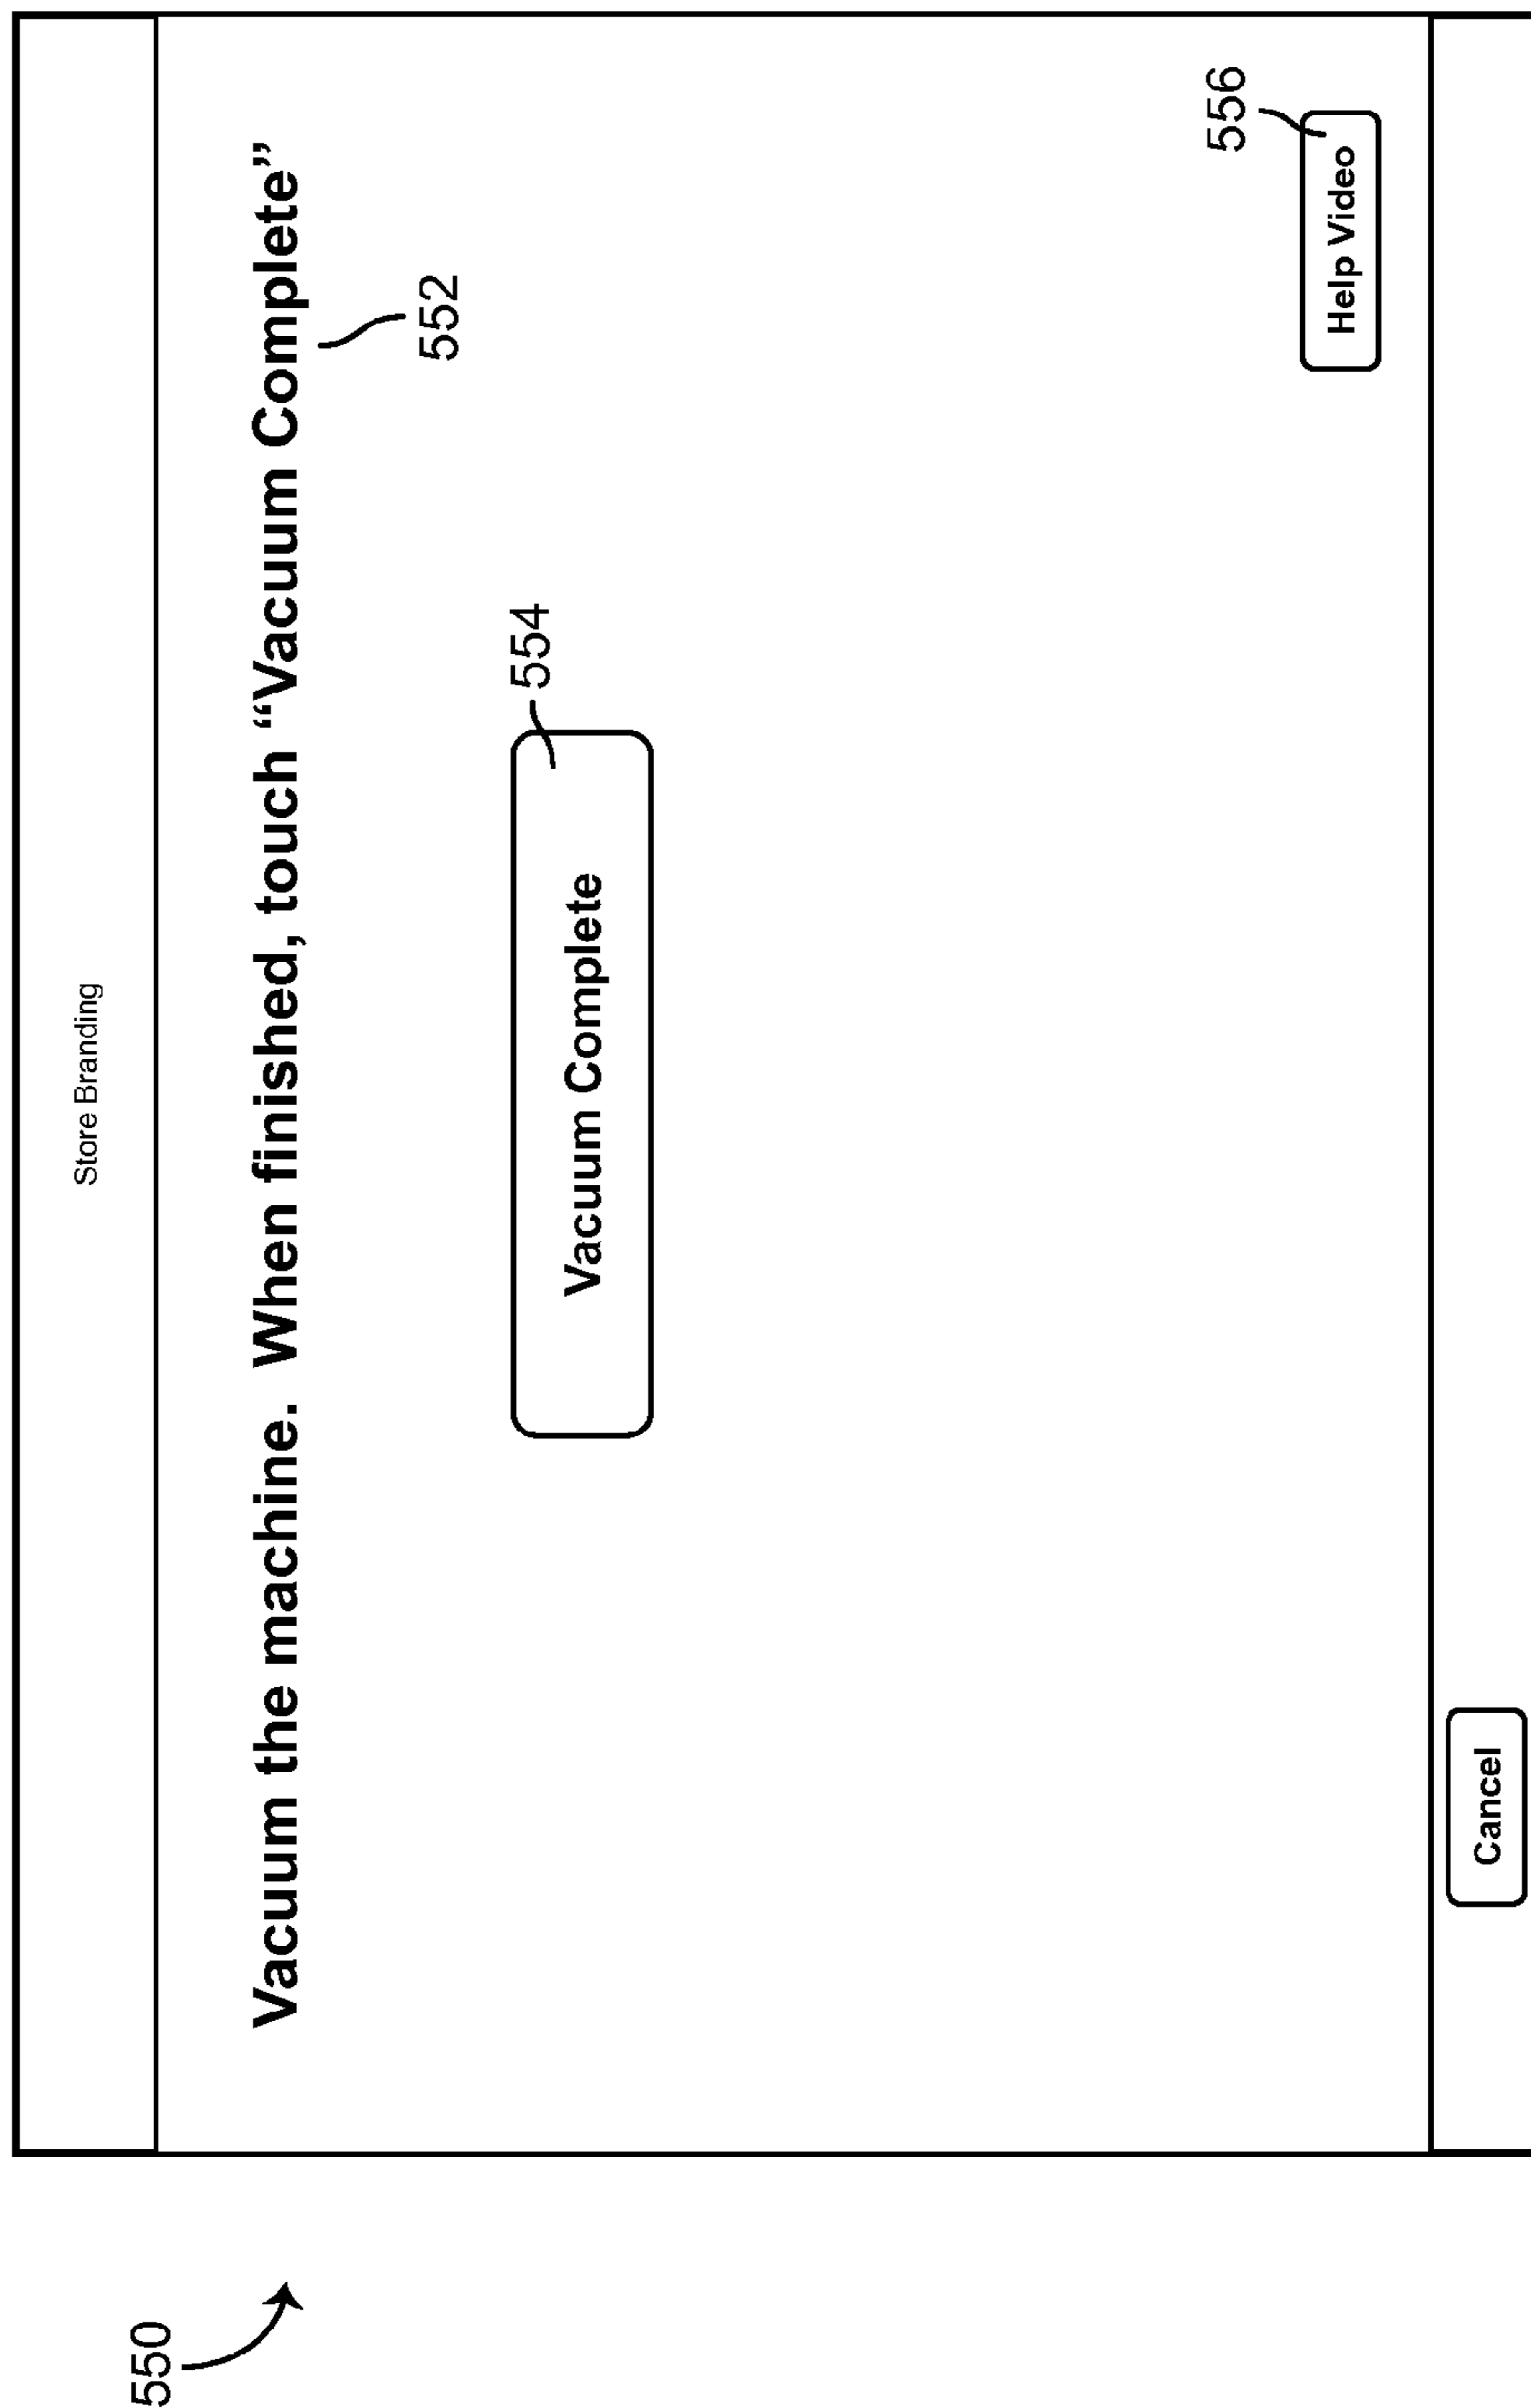 550
Store Branding
Vacuum the machine.  When finished, touch “Vacuum Complete”
552
554
Vacuum Complete
556
Help Video
Cancel